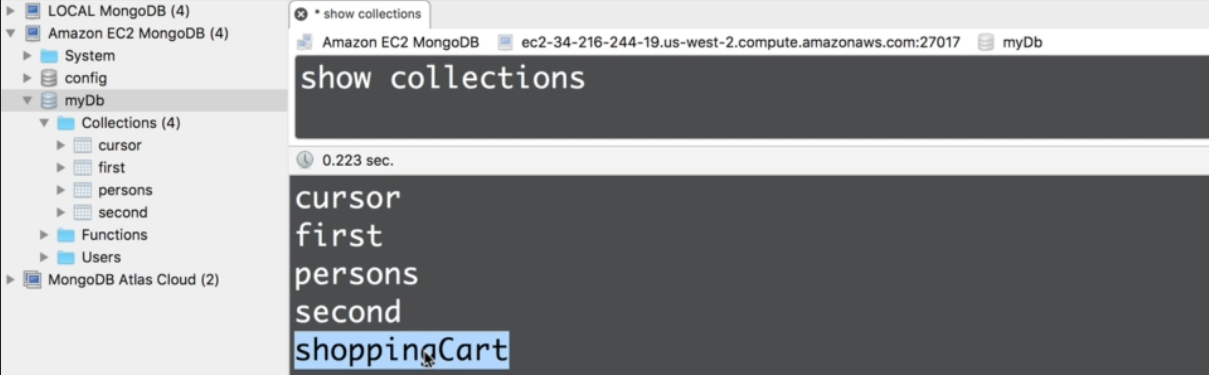 LOCAL MongoDB (4)
Amazon EC2 MongoDB (4)
System
config
myDb
Collections (4)
cursor
first
persons
second
Functions
Users
MongoDB Atlas Cloud (2)
* show collections
Amazon EC2 MongoDB ec2-34-216-244-19.us-west-2.compute.amazonaws.com:27017 myDb
show collections
0.223 sec.
cursor
first
persons
second
shoppingCart